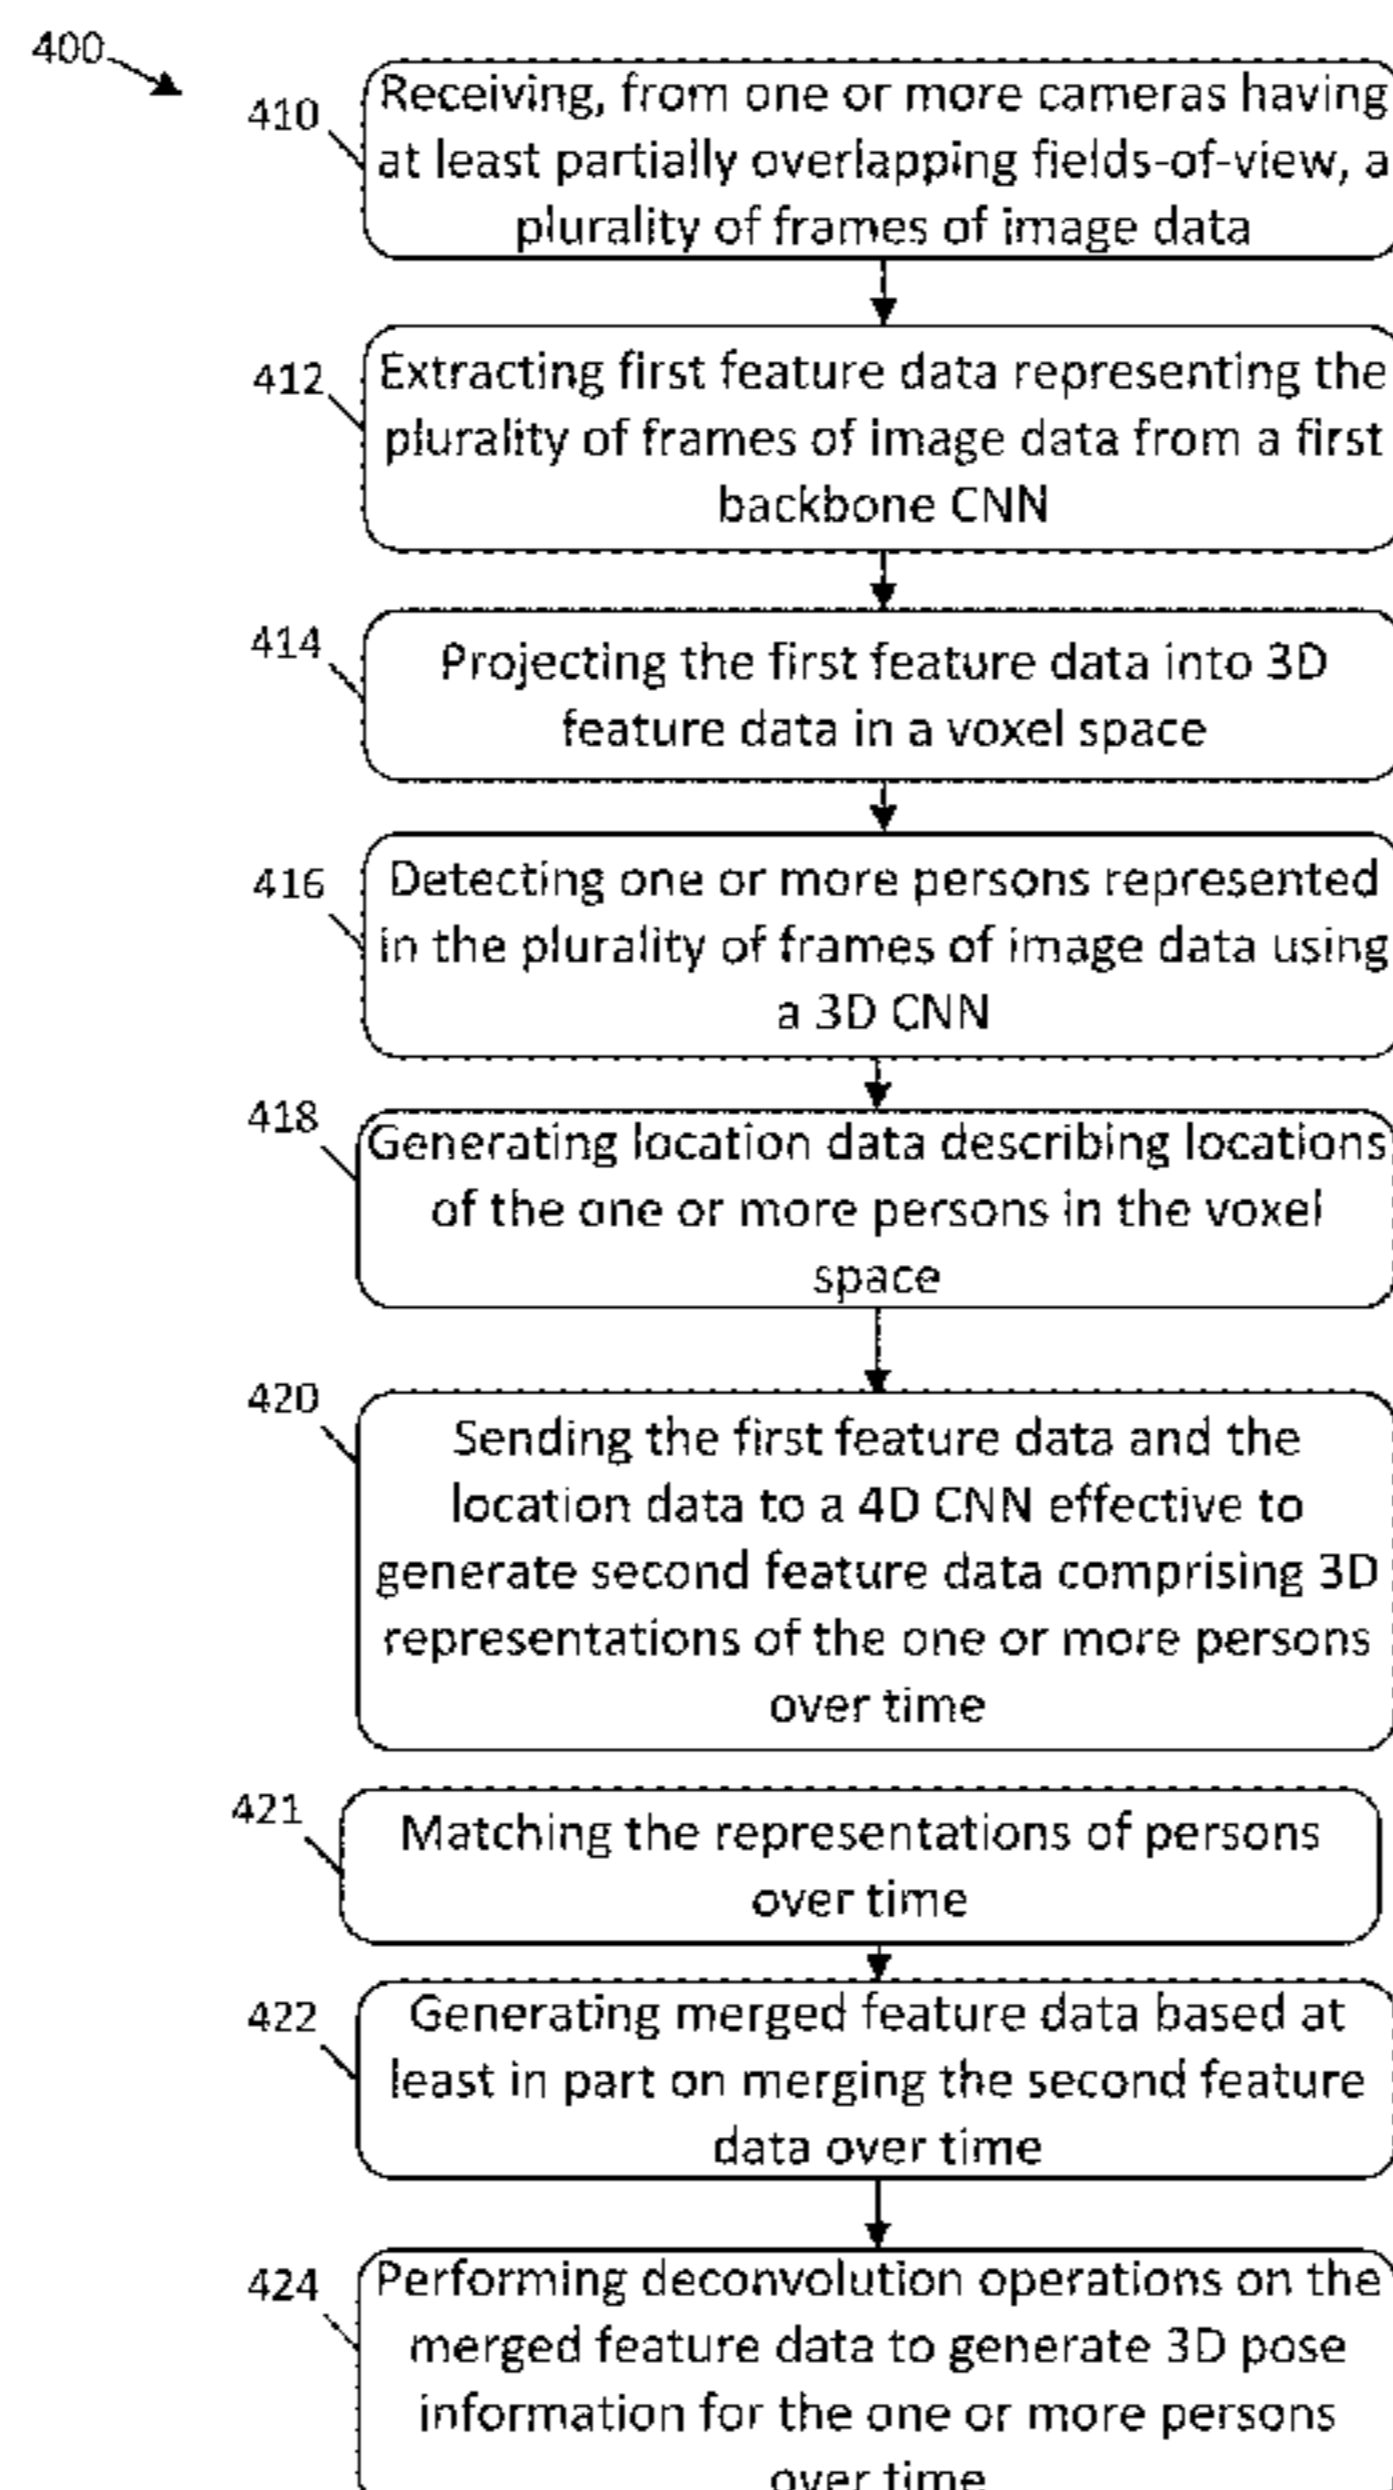 400
410
Receiving, from one or more cameras having
at least partially overlapping fields-of-view, a
plurality of frames of image data
412
Extracting first feature data representing the
plurality of frames of image data from a first
backbone CNN
414
Projecting the first feature data into 3D
feature data in a voxel space
416
Detecting one or more persons represented
in the plurality of frames of image data using
a 3D CNN
418
Generating location data describing locations
of the one or more persons in the voxel
space
420
Sending the first feature data and the
location data to a 4D CNN effective to
generate second feature data comprising 3D
representations of the one or more persons
over time
421
Matching the representations of persons
over time
422
Generating merged feature data based at
least in part on merging the second feature
data over time
424
Performing deconvolution operations on the
merged feature data to generate 3D pose
information for the one or more persons
over time